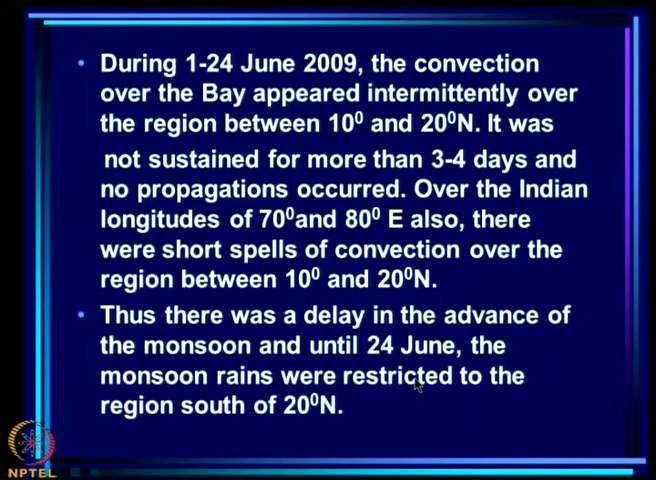 • During 1-24 June 2009, the convection
over the Bay appeared intermittently over
the region between 10⁰ and 20⁰N. It was
not sustained for more than 3-4 days and
no propagations occurred. Over the Indian
longitudes of 70⁰and 80⁰ E also, there
were short spells of convection over the
region between 10⁰ and 20⁰N.
• Thus there was a delay in the advance of
the monsoon and until 24 June, the
monsoon rains were restricted to the
region south of 20⁰N.
NPTEL